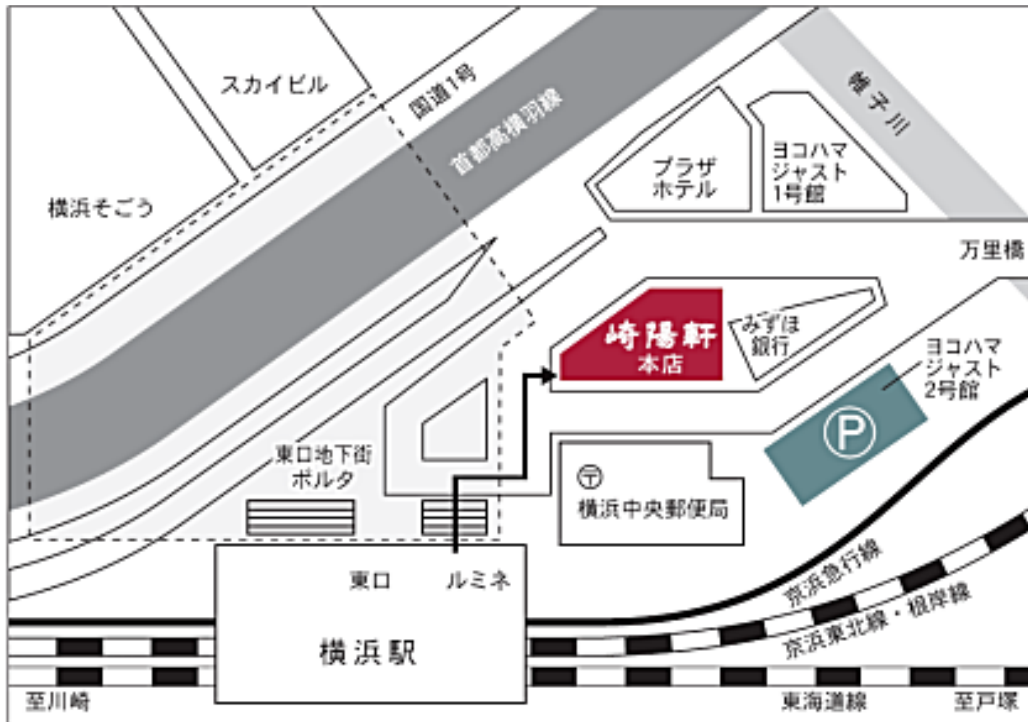 スカイビル
国道1号
首都高横羽線
帷子川
横浜そごう
プラザ
ホテル
ヨコハマ
ジャスト
1号館
万里橋
崎陽軒
本店
みずほ
銀行
ヨコハマ
ジャスト
2号館
P
東口地下街
ポルタ
〒
横浜中央郵便局
東口
ルミネ
横浜駅
京浜急行線
京浜東北線・根岸線
至川崎
東海道線
至戸塚